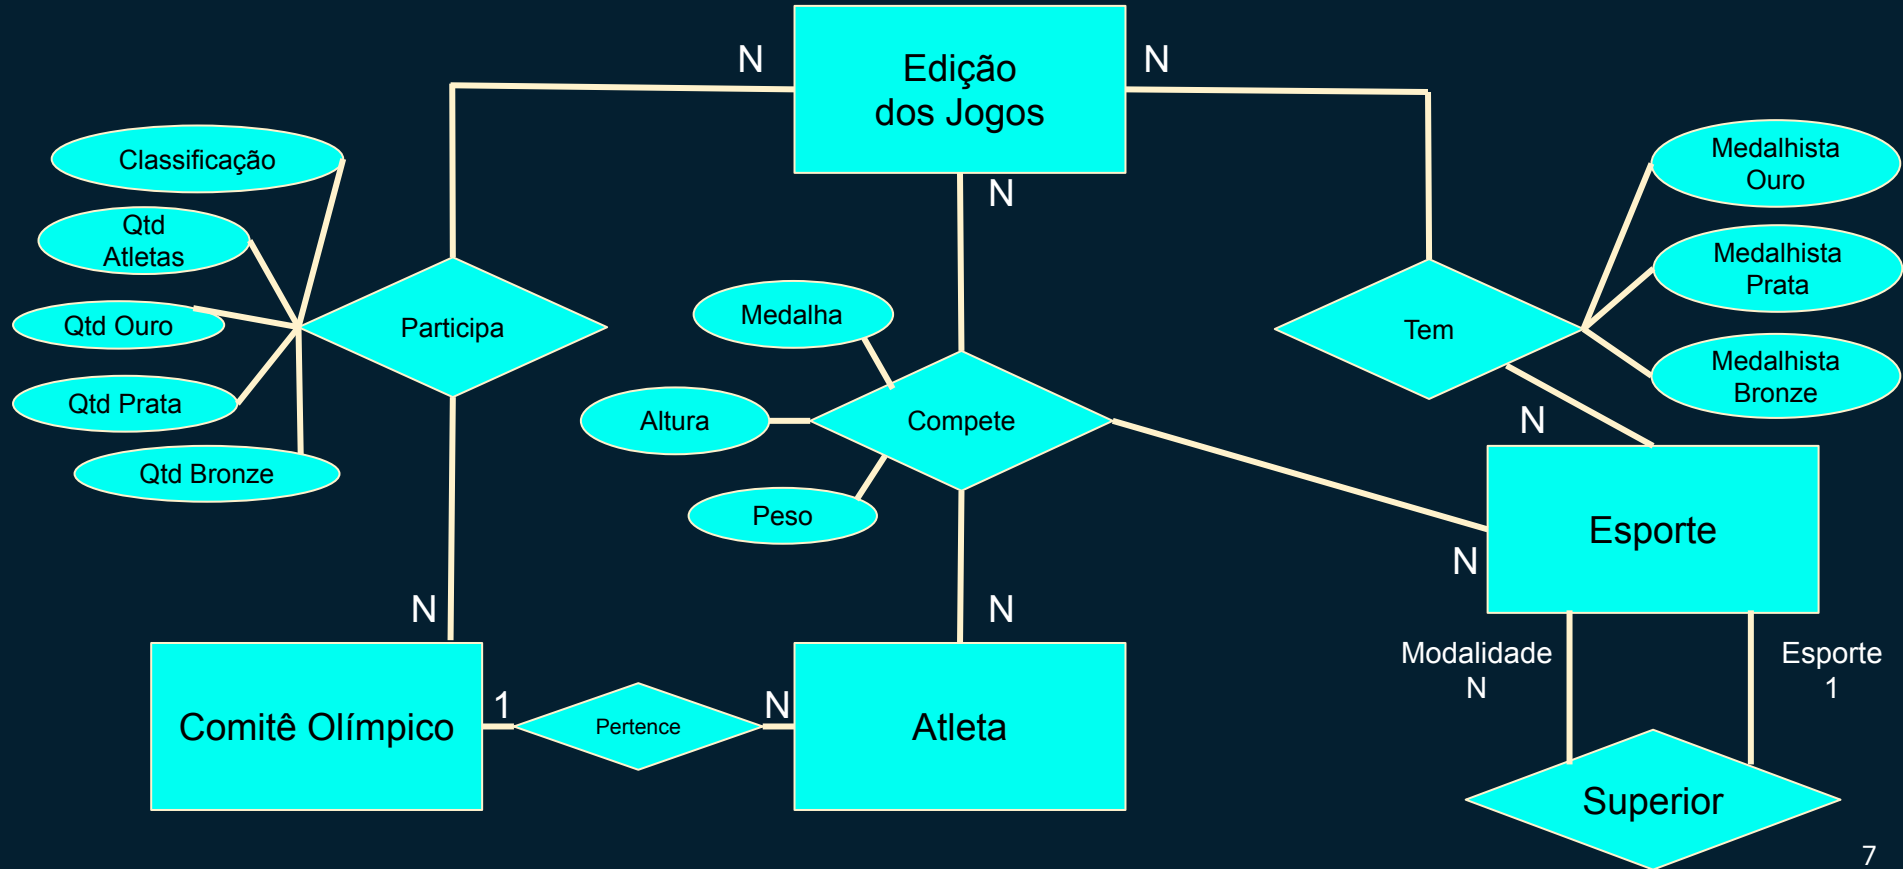 N
Edição
dos Jogos
N
Classificação
Medalhista
Ouro
N
Qtd
Atletas
Medalhista
Prata
Medalha
Qtd Ouro
Participa
Tem
Medalhista
Bronze
Qtd Prata
Altura
Compete
N
Qtd Bronze
Peso
Esporte
N
N
N
Modalidade
N
Esporte
1
1
N
Comitê Olímpico
Pertence
Atleta
Superior
7